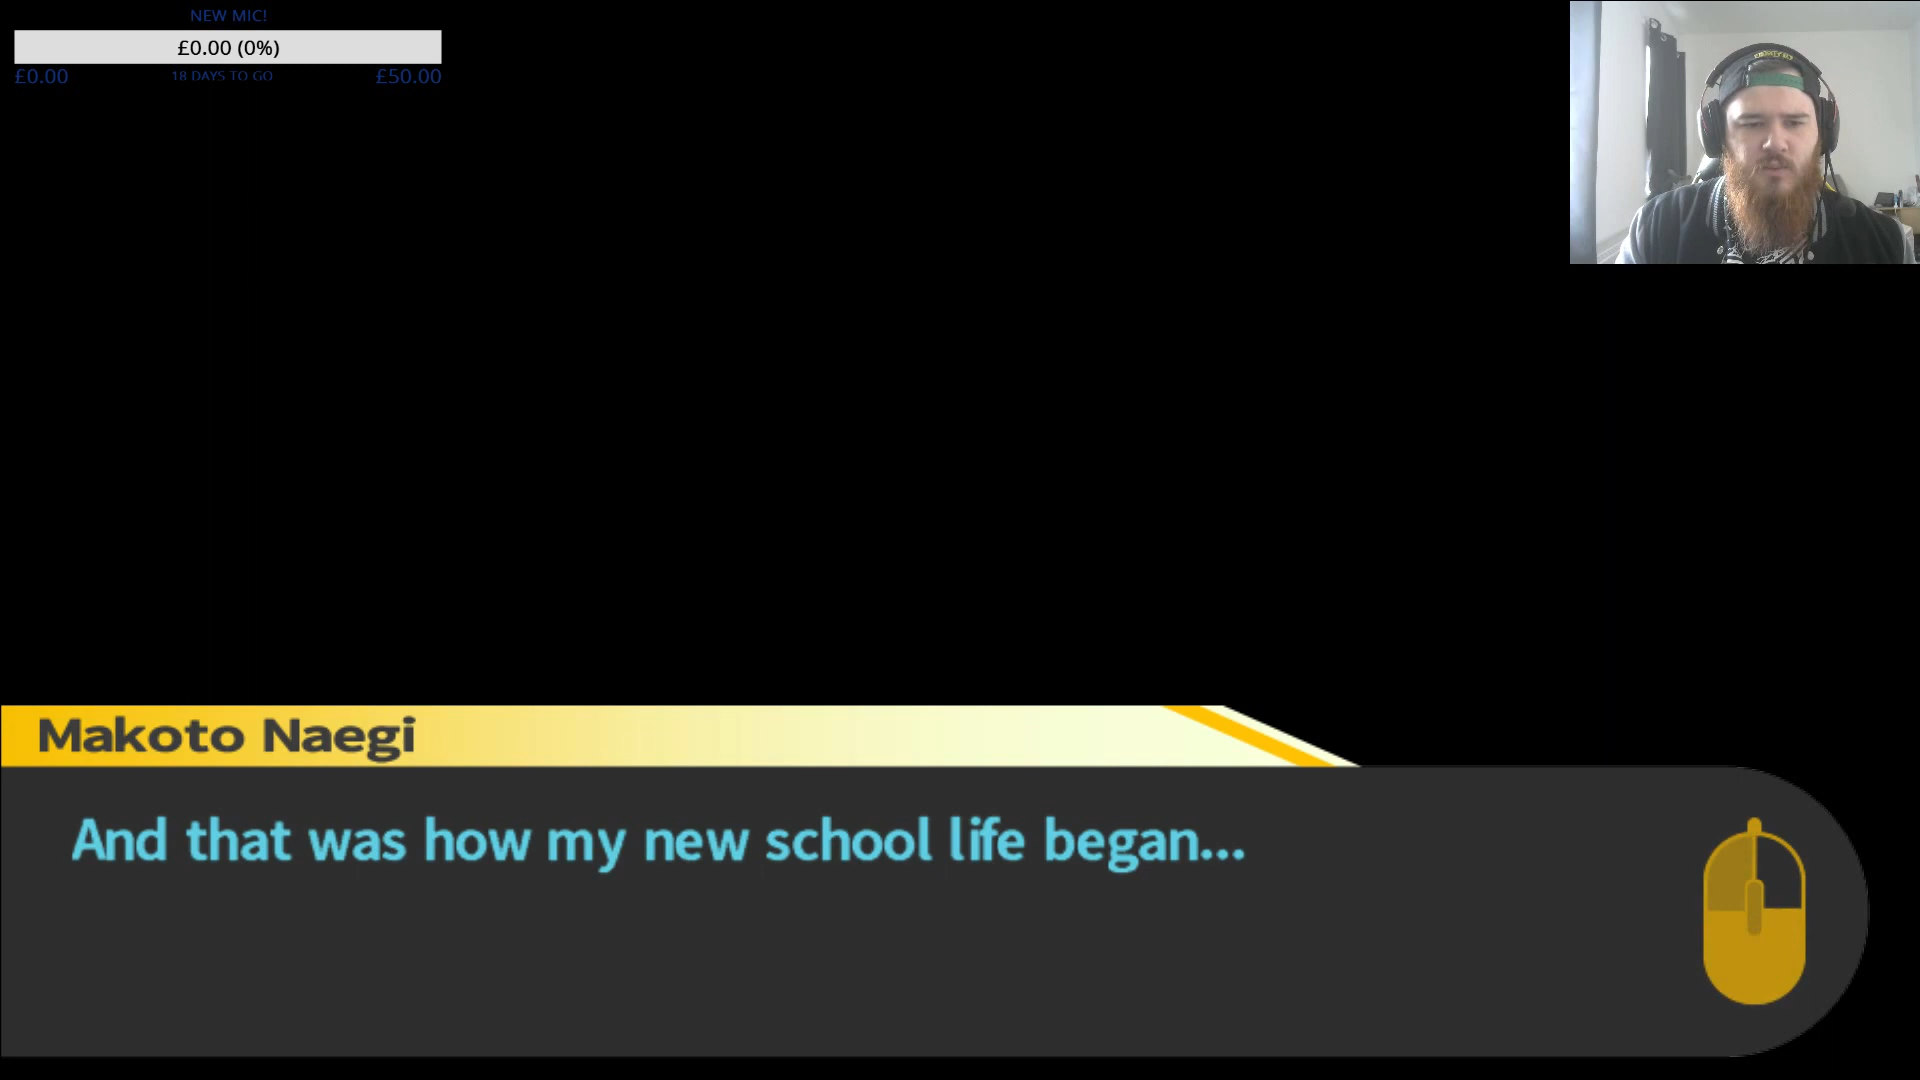 NEW MIC!
£0.00 (0%)
£0.00 18 DAYS TO GO £50.00
Makoto Naegi
And that was how my new school life began...